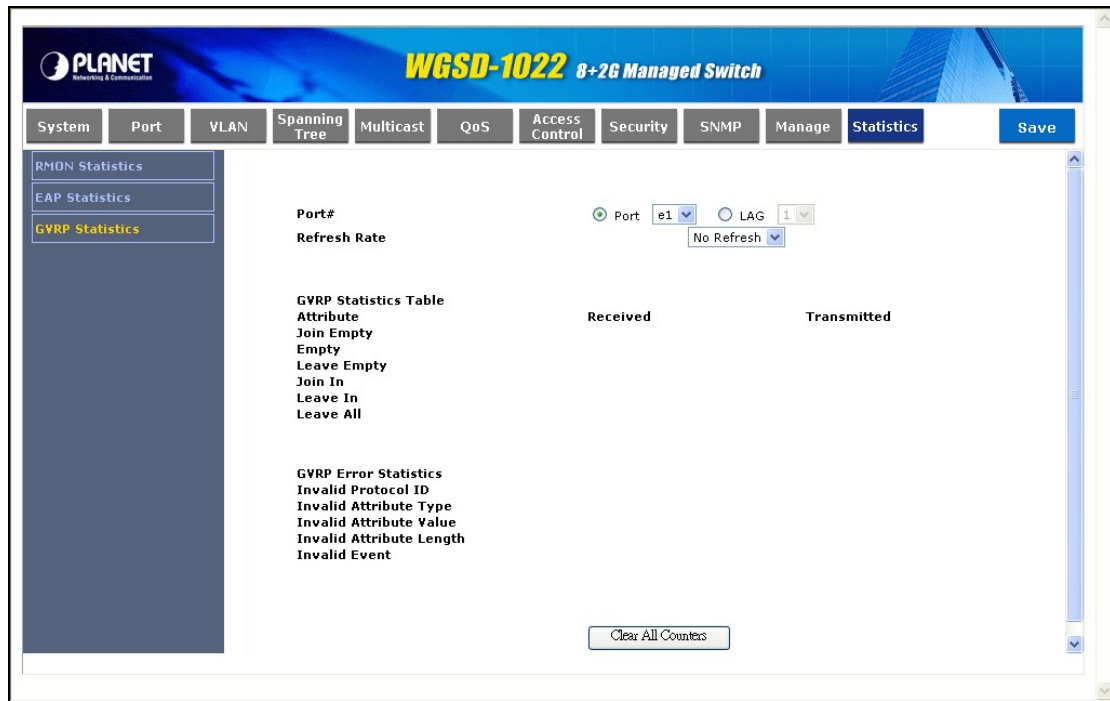 PLANET
Networking & Communication
WGSD-1022 8+2G Managed Switch
System Port VLAN Spanning Tree Multicast QoS Access Control Security SNMP Manage Statistics Save
RMON Statistics
EAP Statistics
GVRP Statistics
Port# Port e1 LAG 1
Refresh Rate No Refresh
GVRP Statistics Table
Attribute Received Transmitted
Join Empty
Empty
Leave Empty
Join In
Leave In
Leave All
GVRP Error Statistics
Invalid Protocol ID
Invalid Attribute Type
Invalid Attribute Value
Invalid Attribute Length
Invalid Event
Clear All Counters